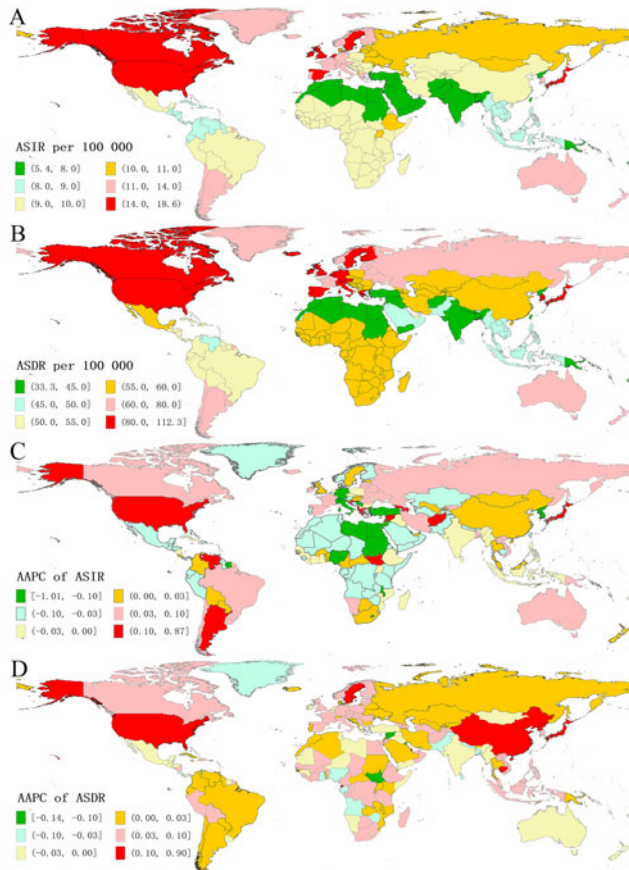 A
ASIR per 100 000
(5.4, 8.0] (10.0, 11.0]
(8.0, 9.0] (11.0, 14.0]
(9.0, 10.0] (14.0, 18.6]
B
ASDR per 100 000
(33.3, 45.0] (55.0, 60.0]
(45.0, 50.0] (60.0, 80.0]
(50.0, 55.0] (80.0, 112.3]
C
AAPC of ASIR
[-1.01, -0.10] (0.00, 0.03]
(-0.10, -0.03] (0.03, 0.10]
(-0.03, 0.00] (0.10, 0.87]
D
AAPC of ASDR
[-0.14, -0.10] (0.00, 0.03]
(-0.10, -0.03] (0.03, 0.10]
(-0.03, 0.00] (0.10, 0.90]